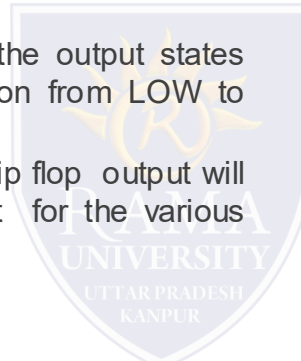 the output states
on from LOW to
ip flop output will
for the various
RAMA
UNIVERSITY
UTTAR PRADESH
KANPUR